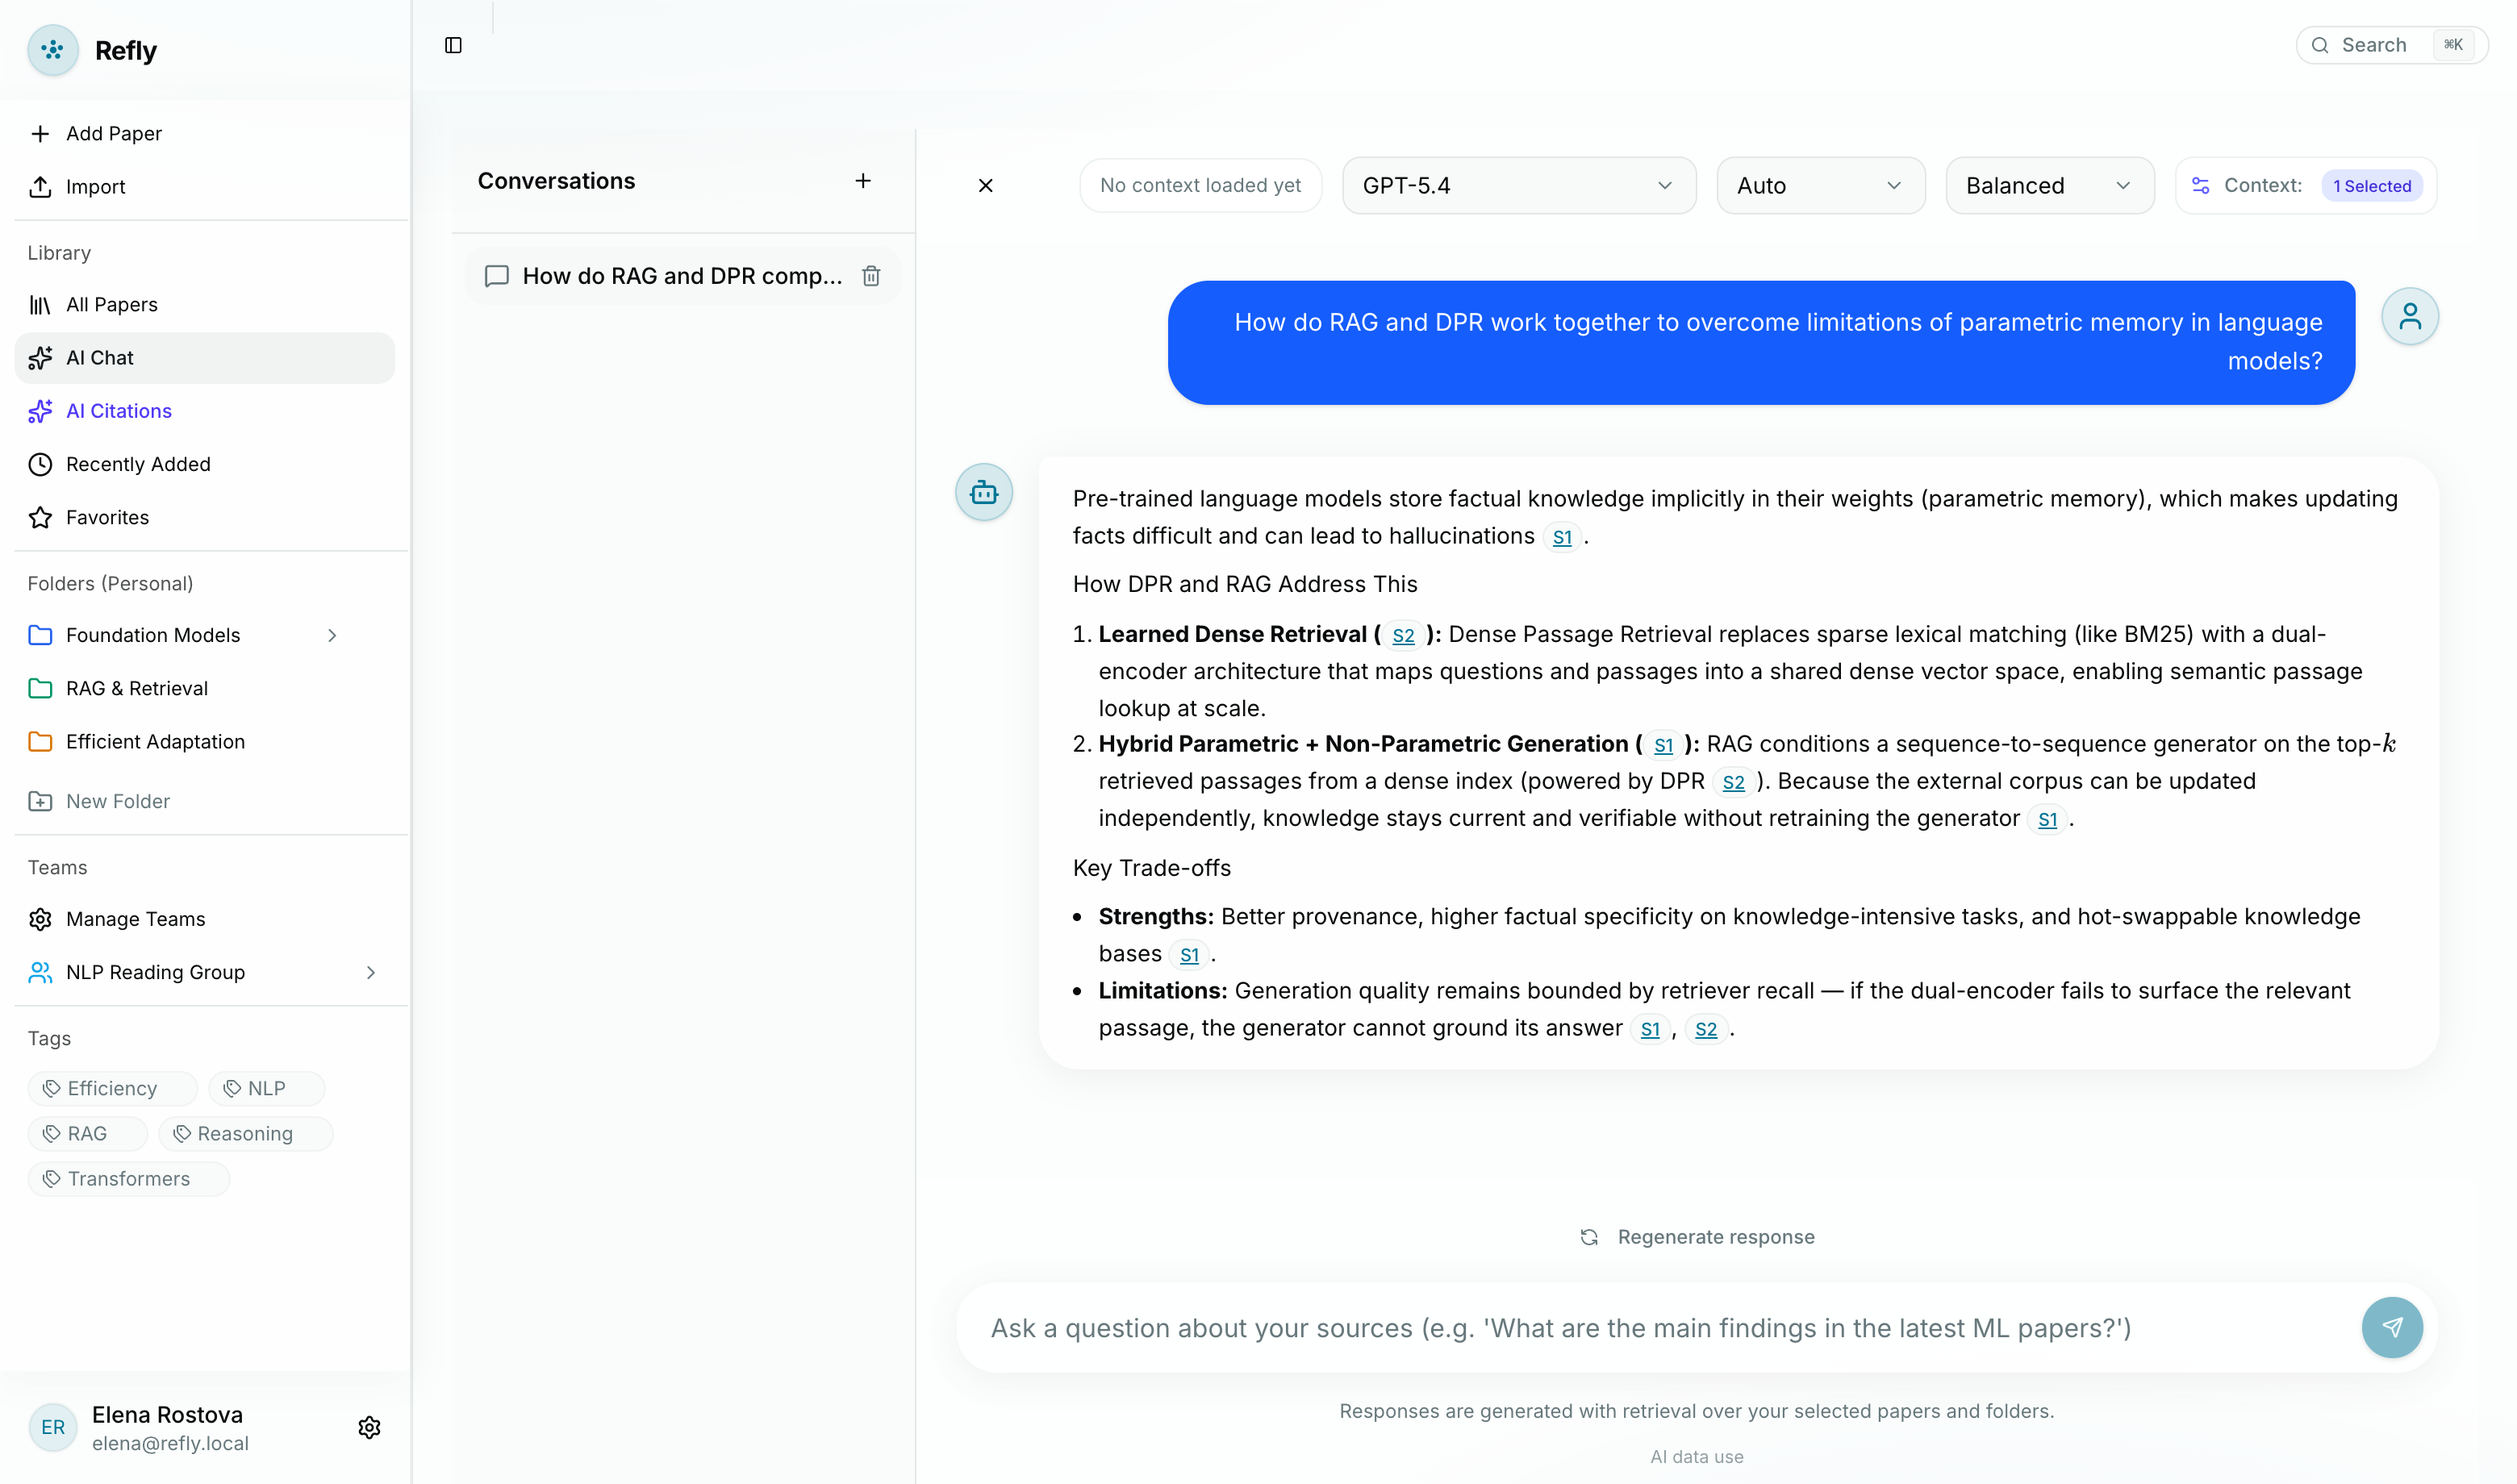 Refly
Search ⌘K
Add Paper
Import
Library
All Papers
AI Chat
AI Citations
Recently Added
Favorites
Folders (Personal)
Foundation Models
RAG & Retrieval
Efficient Adaptation
New Folder
Teams
Manage Teams
NLP Reading Group
Tags
Efficiency
NLP
RAG
Reasoning
Transformers
ER
Elena Rostova
elena@refly.local
Conversations
How do RAG and DPR comp...
No context loaded yet
GPT-5.4
Auto
Balanced
Context: 1 Selected
How do RAG and DPR work together to overcome limitations of parametric memory in language
models?
Pre-trained language models store factual knowledge implicitly in their weights (parametric memory), which makes updating
facts difficult and can lead to hallucinations S1 .
How DPR and RAG Address This
1. Learned Dense Retrieval ( S2 ): Dense Passage Retrieval replaces sparse lexical matching (like BM25) with a dual-
encoder architecture that maps questions and passages into a shared dense vector space, enabling semantic passage
lookup at scale.
2. Hybrid Parametric + Non-Parametric Generation ( S1 ): RAG conditions a sequence-to-sequence generator on the top-k
retrieved passages from a dense index (powered by DPR S2 ). Because the external corpus can be updated
independently, knowledge stays current and verifiable without retraining the generator S1 .
Key Trade-offs
• Strengths: Better provenance, higher factual specificity on knowledge-intensive tasks, and hot-swappable knowledge
bases S1 .
• Limitations: Generation quality remains bounded by retriever recall — if the dual-encoder fails to surface the relevant
passage, the generator cannot ground its answer S1 , S2 .
Regenerate response
Ask a question about your sources (e.g. 'What are the main findings in the latest ML papers?')
Responses are generated with retrieval over your selected papers and folders.
AI data use